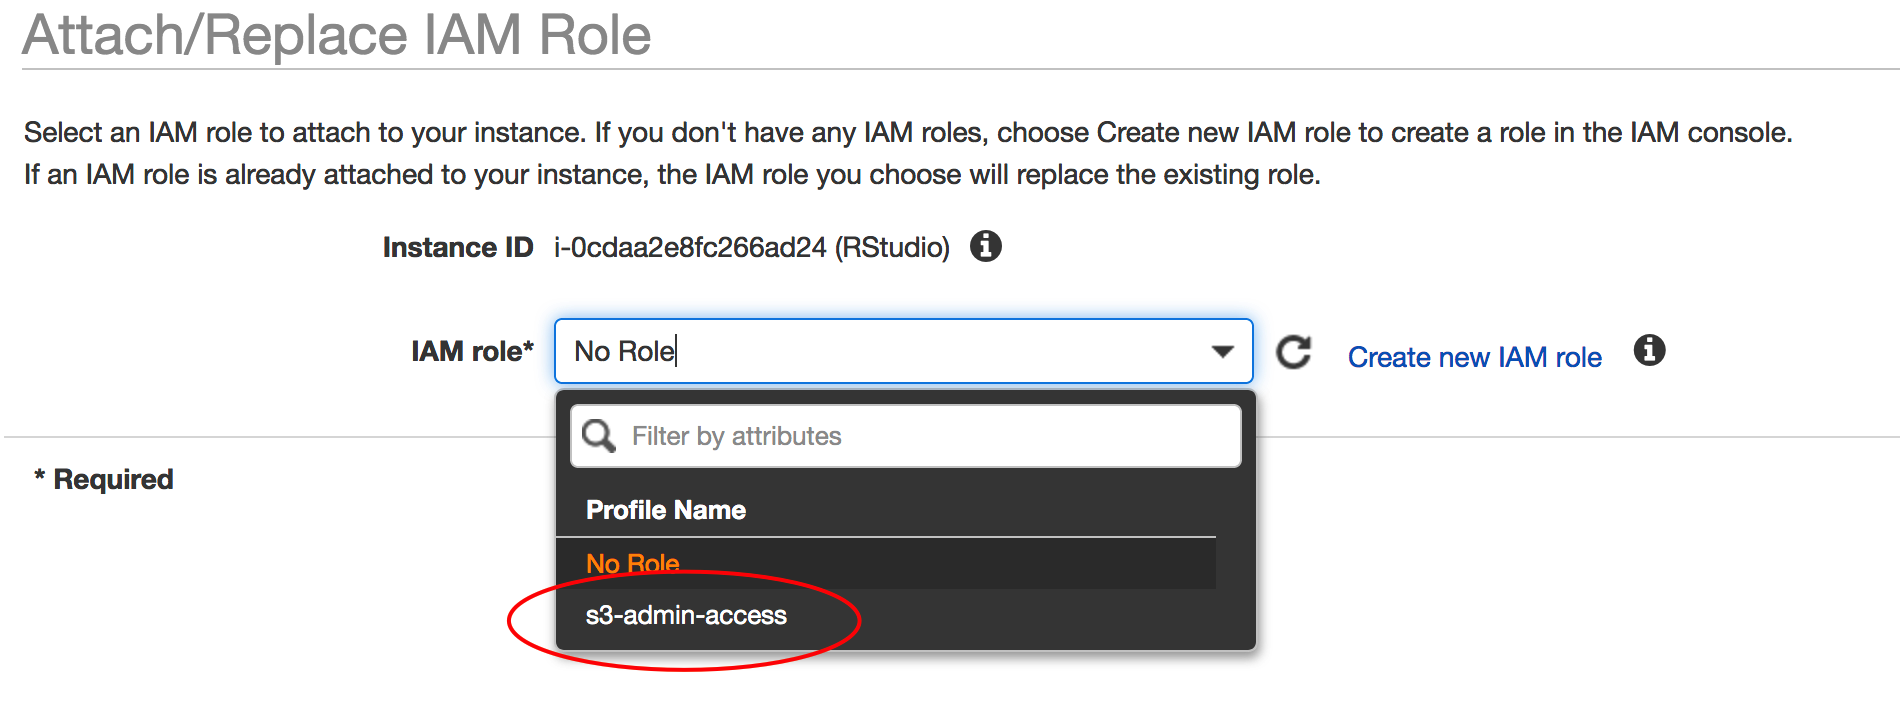 Attach/Replace IAM Role
Select an IAM role to attach to your instance. If you don't have any IAM roles, choose Create new IAM role to create a role in the IAM console.
If an IAM role is already attached to your instance, the IAM role you choose will replace the existing role.
Instance ID i-0cdaa2e8fc266ad24 (RStudio)
IAM role* No Role Create new IAM role
Filter by attributes
* Required
Profile Name
No Role
s3-admin-access